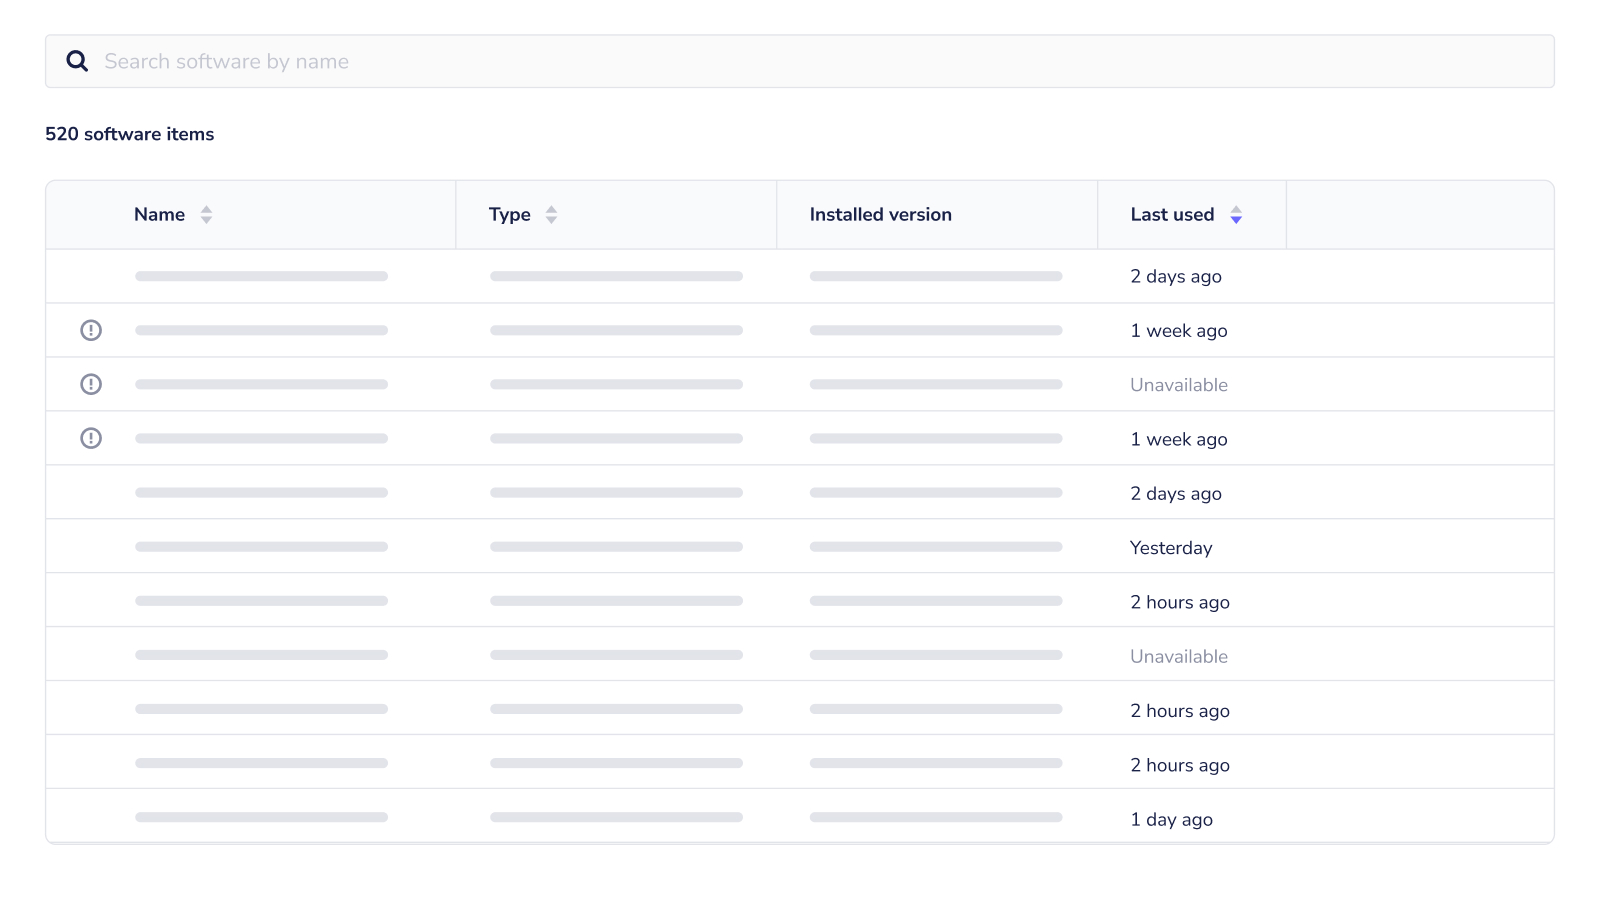 Search software by name
520 software items
Name Type Installed version Last used
2 days ago
1 week ago
Unavailable
1 week ago
2 days ago
Yesterday
2 hours ago
Unavailable
2 hours ago
2 hours ago
1 day ago